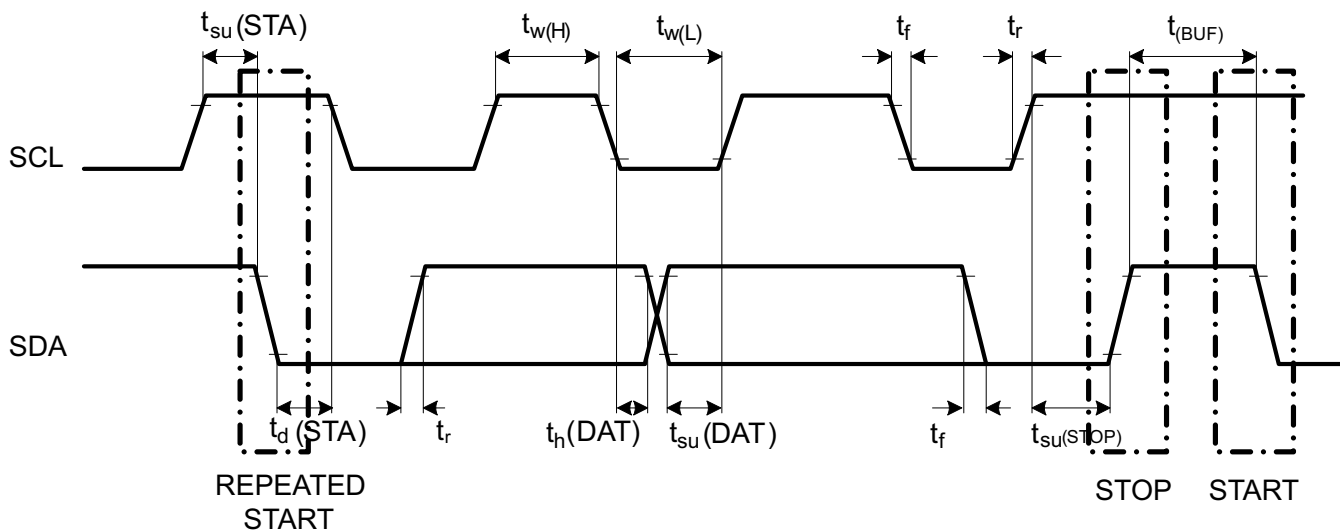 tsu(STA) tw(H) tw(L) tf tr t(BUF)
SCL
SDA
td(STA) tr th(DAT) tsu(DAT) tf tsu(STOP)
REPEATED
START
STOP START